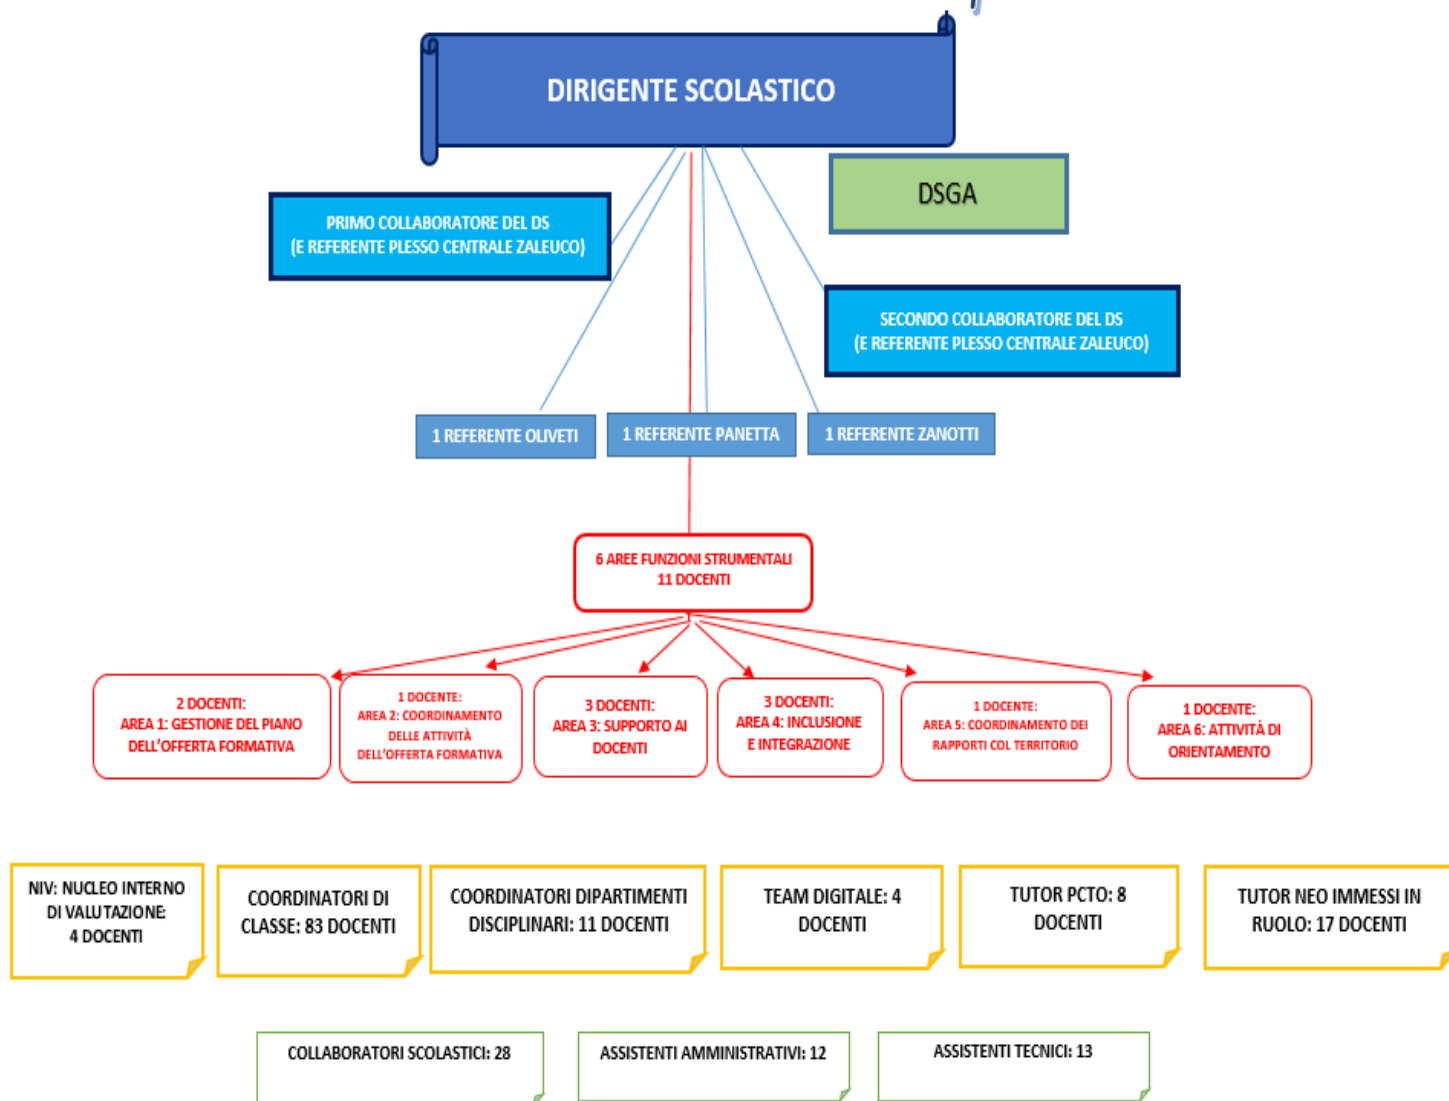 DIRIGENTE SCOLASTICO
DSGA
PRIMO COLLABORATORE DEL DS
(E REFERENTE PLESSO CENTRALE ZALEUCO)
SECONDO COLLABORATORE DEL DS
(E REFERENTE PLESSO CENTRALE ZALEUCO)
1 REFERENTE OLIVETI
1 REFERENTE PANETTA
1 REFERENTE ZANOTTI
6 AREE FUNZIONI STRUMENTALI
11 DOCENTI
2 DOCENTI:
AREA 1: GESTIONE DEL PIANO
DELL'OFFERTA FORMATIVA
1 DOCENTE:
AREA 2: COORDINAMENTO
DELLE ATTIVITÀ
DELL'OFFERTA FORMATIVA
3 DOCENTI:
AREA 3: SUPPORTO AI
DOCENTI
3 DOCENTI:
AREA 4: INCLUSIONE
E INTEGRAZIONE
1 DOCENTE:
AREA 5: COORDINAMENTO DEI
RAPPORTI COL TERRITORIO
1 DOCENTE:
AREA 6: ATTIVITÀ DI
ORIENTAMENTO
NIV: NUCLEO INTERNO
DI VALUTAZIONE:
4 DOCENTI
COORDINATORI DI
CLASSE: 83 DOCENTI
COORDINATORI DIPARTIMENTI
DISCIPLINARI: 11 DOCENTI
TEAM DIGITALE: 4
DOCENTI
TUTOR PCTO: 8
DOCENTI
TUTOR NEO IMMESSI IN
RUOLO: 17 DOCENTI
COLLABORATORI SCOLASTICI: 28
ASSISTENTI AMMINISTRATIVI: 12
ASSISTENTI TECNICI: 13